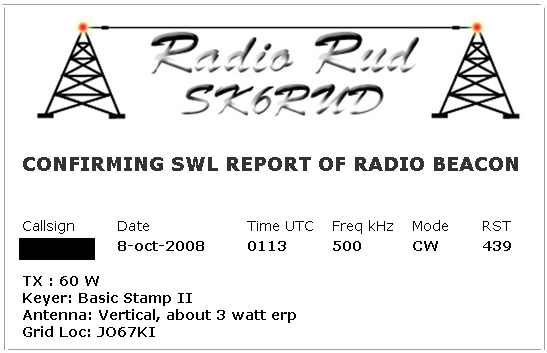 Radio Rud
SK6RUD
CONFIRMING SWL REPORT OF RADIO BEACON
Callsign Date Time UTC Freq kHz Mode RST
8-oct-2008 0113 500 CW 439
TX : 60 W
Keyer: Basic Stamp II
Antenna: Vertical, about 3 watt erp
Grid Loc: JO67KI